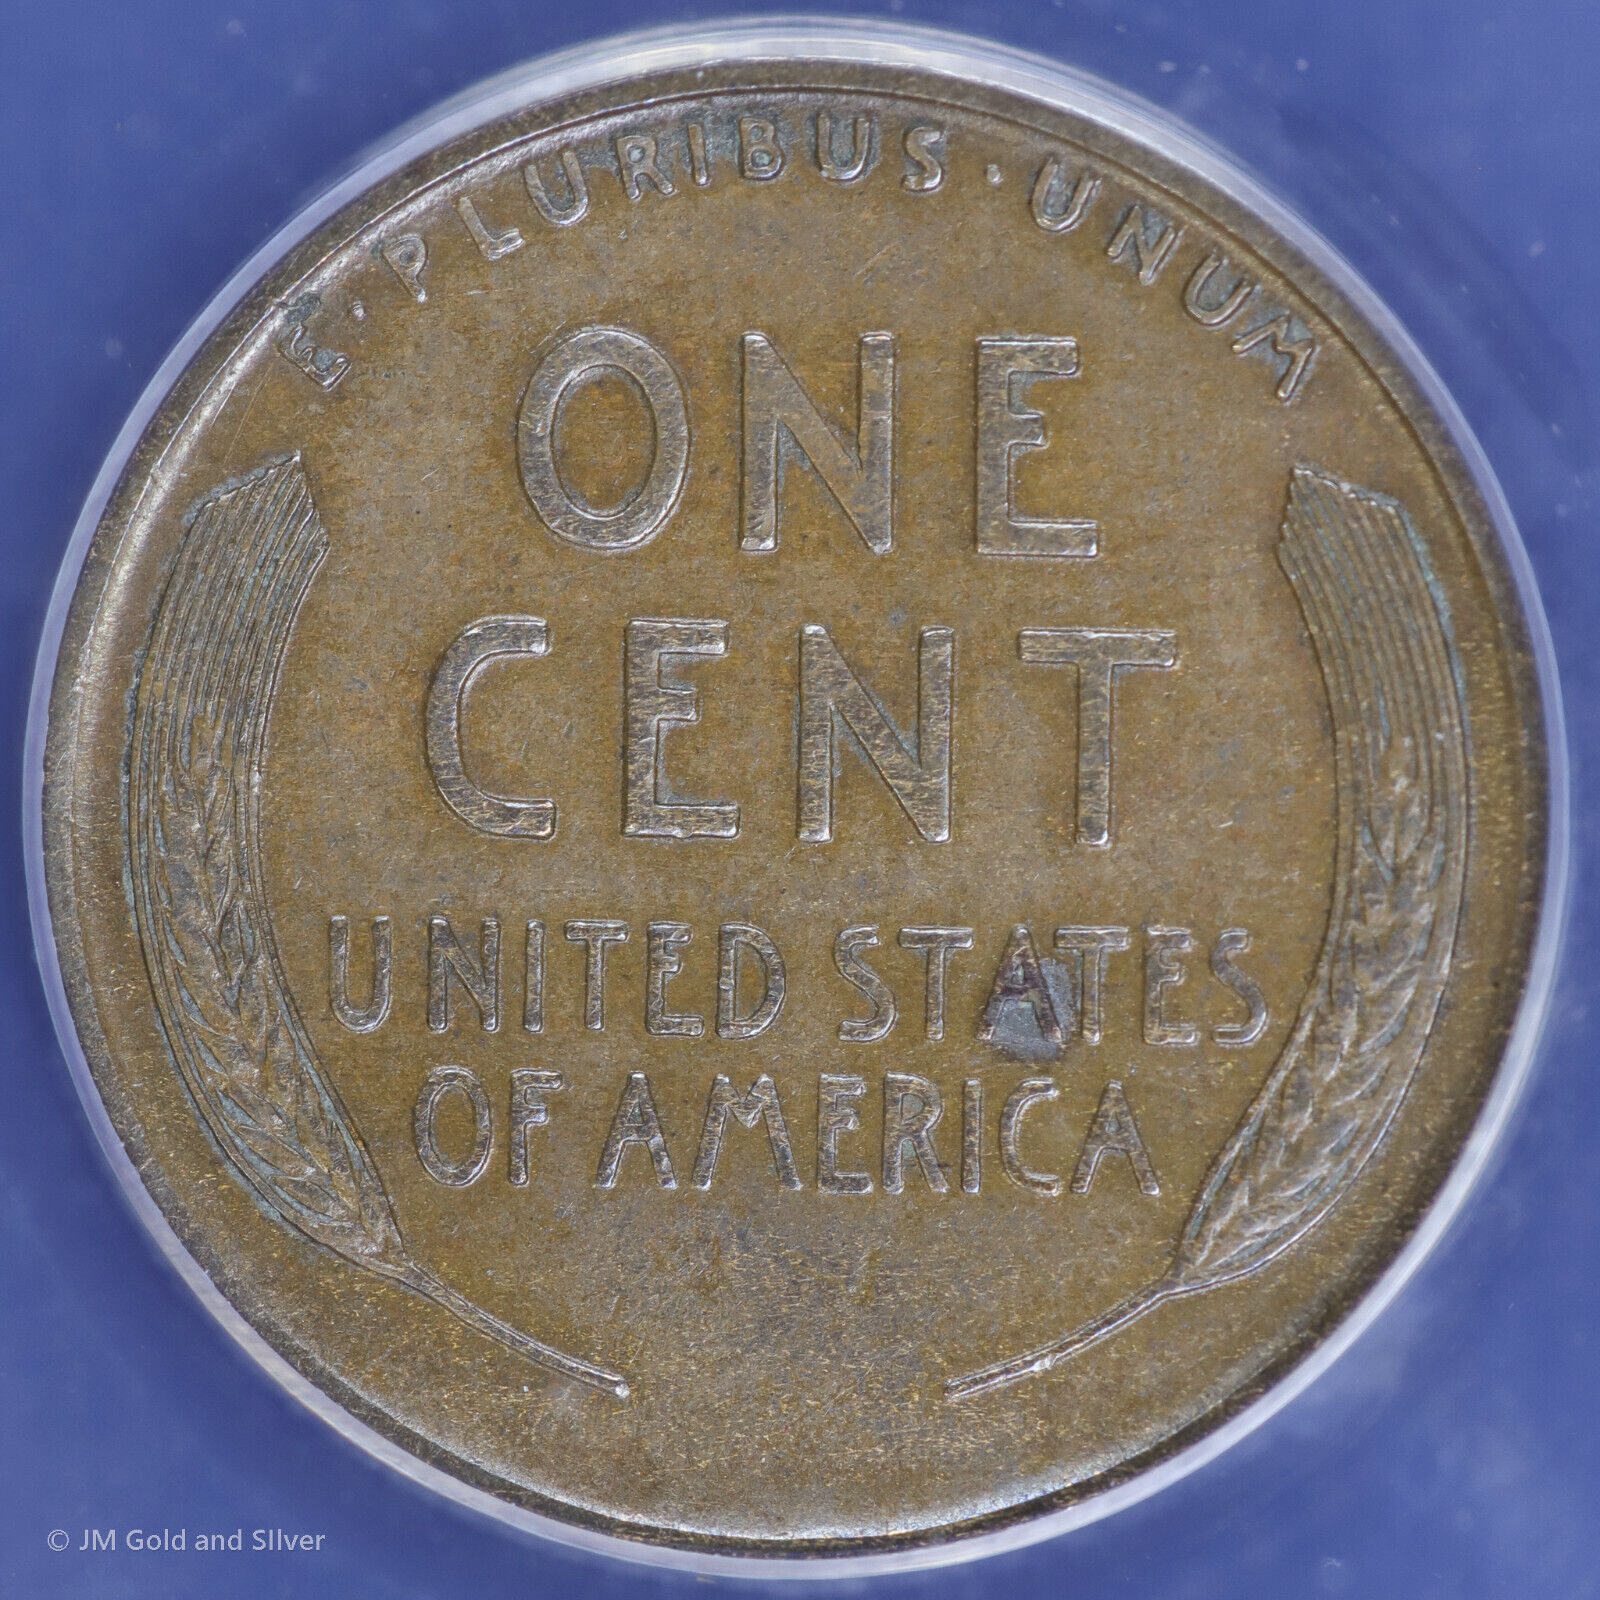 E · PLURIBUS · UNUM
ONE
CENT
UNITED STATES
OF AMERICA
© JM Gold and Silver